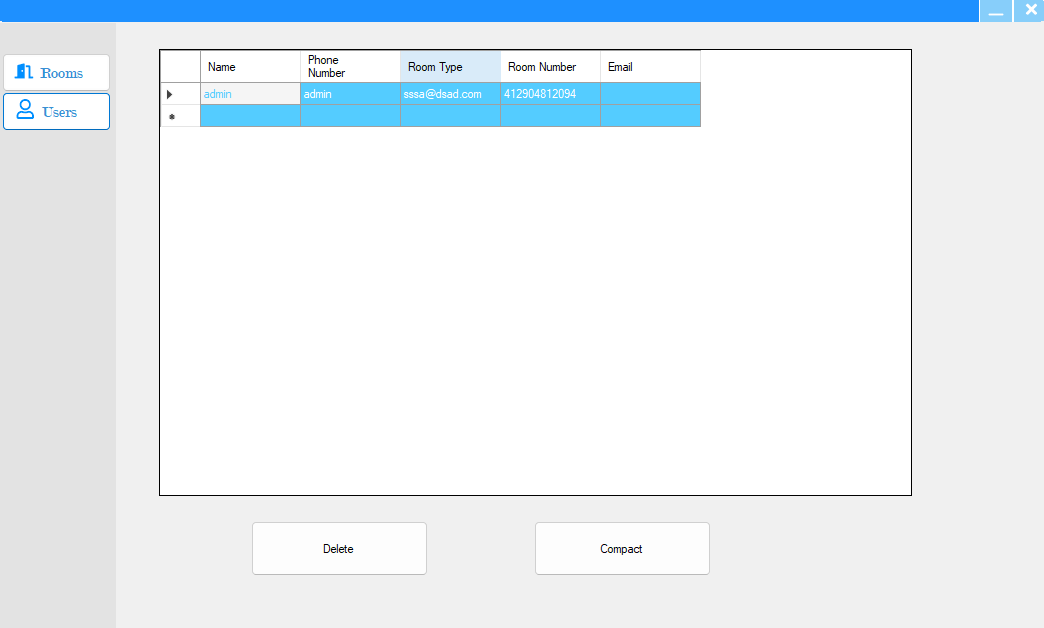 Rooms
Users
Name Phone Number Room Type Room Number Email
admin admin sssa@dsad.com 412904812094
Delete Compact